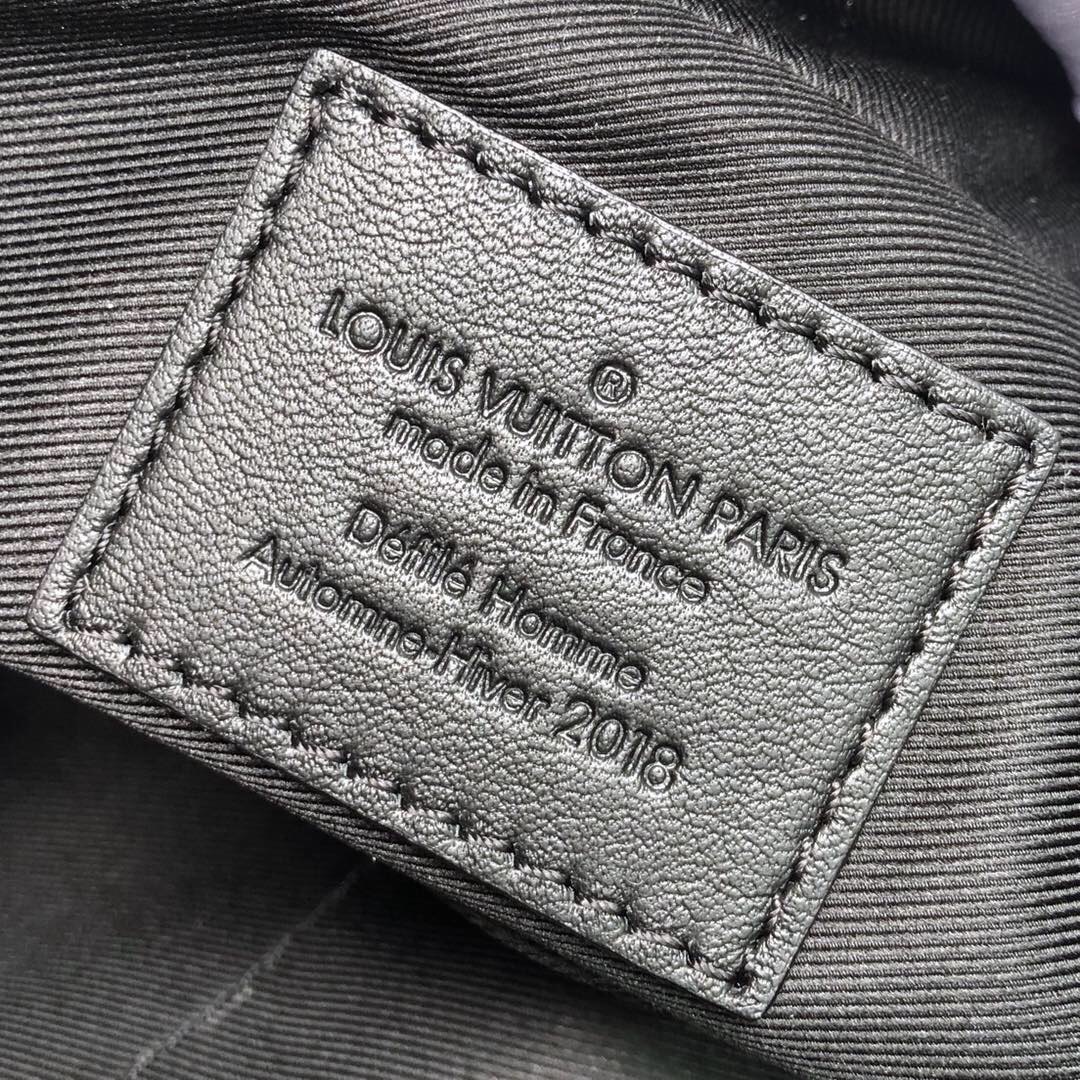 ®
LOUIS VUITTON PARIS
made in France
Défilé Homme
Automne.Hiver 2018